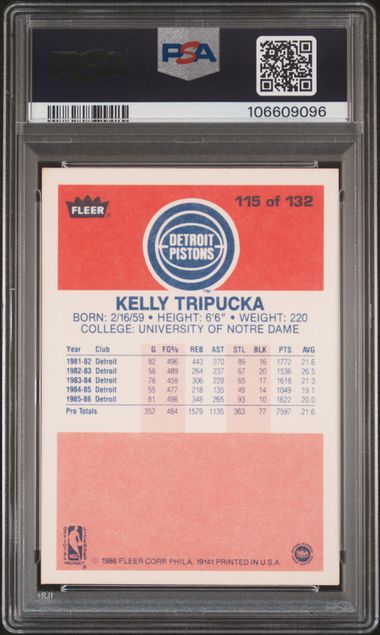 PSA
PSA
106609096
FLEER
115 of 132
DETROIT
PISTONS
TM
KELLY TRIPUCKA
BORN: 2/16/59 • HEIGHT: 6'6" • WEIGHT: 220
COLLEGE: UNIVERSITY OF NOTRE DAME
Year Club G FG% REB AST STL BLK PTS AVG
1981-82 Detroit 82 496 443 270 89 16 1772 21.6
1982-83 Detroit 58 489 264 237 67 20 1536 26.5
1983-84 Detroit 76 459 306 228 65 17 1618 21.3
1984-85 Detroit 55 477 218 135 49 14 1049 19.1
1985-86 Detroit 81 498 348 265 93 10 1622 20.0
Pro Totals 352 484 1579 1135 363 77 7597 21.6
OFFICIAL LICENSED
PRODUCT
© 1986 FLEER CORP. PHILA. 19141 PRINTED IN U.S.A.